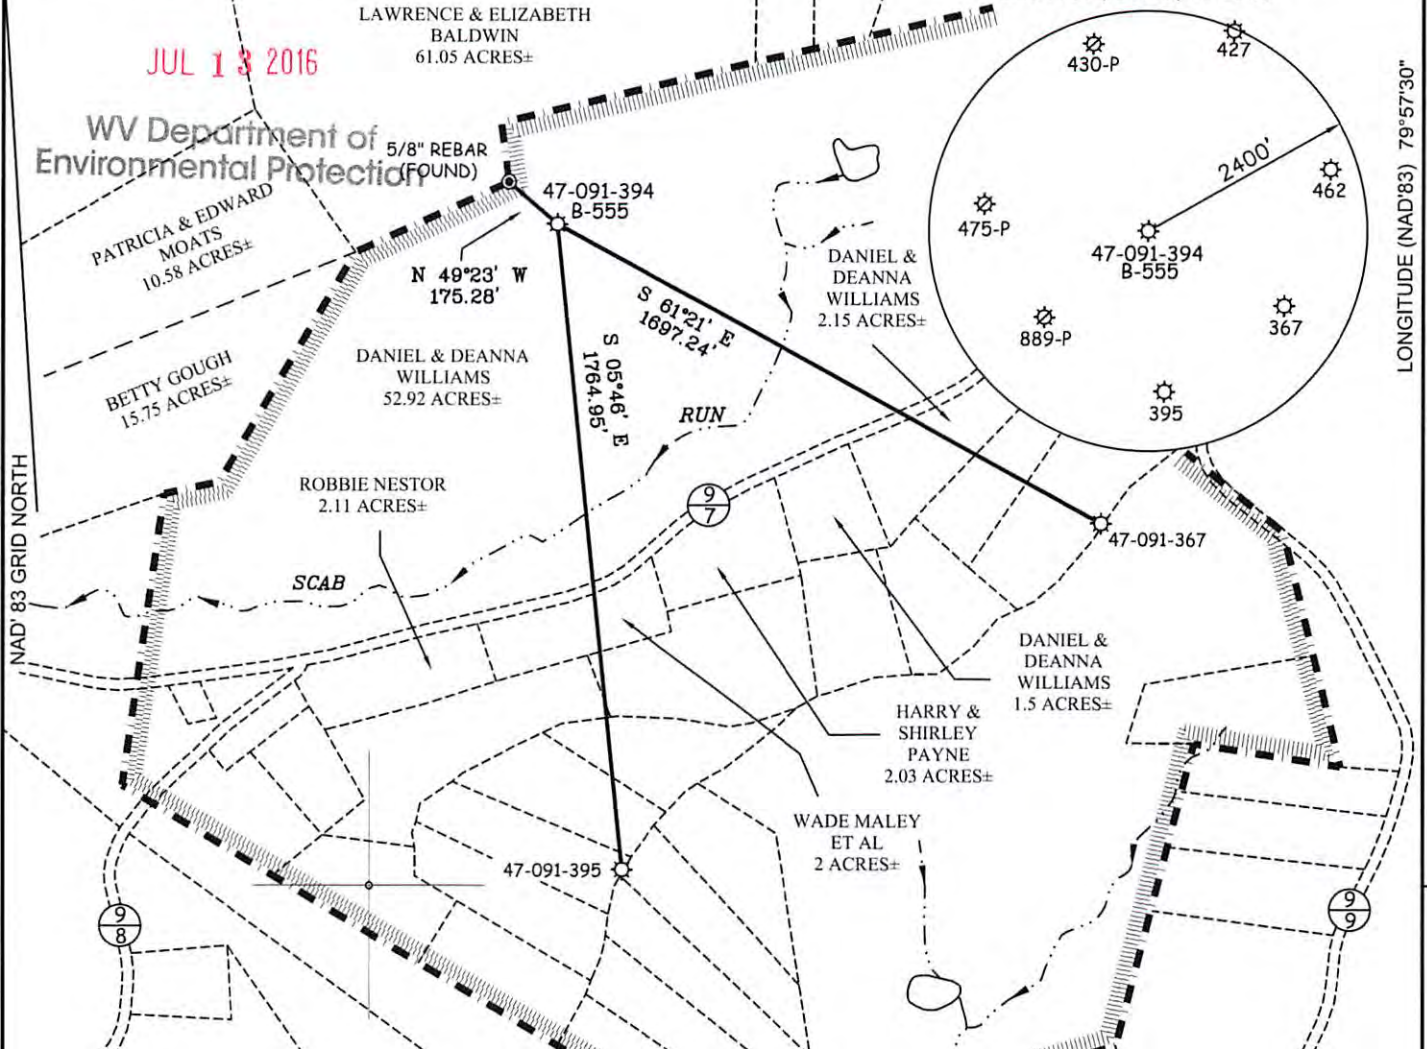 LAWRENCE & ELIZABETH
BALDWIN
61.05 ACRES±
JUL 13 2016
WV Department of
Environmental Protection
5/8" REBAR
(FOUND)
47-091-394
B-555
PATRICIA & EDWARD
MOATS
10.58 ACRES±
N 49°23' W
175.28'
BETTY GOUGH
15.75 ACRES±
DANIEL & DEANNA
WILLIAMS
52.92 ACRES±
S 61°21' E
1697.24'
S 05°46' E
1764.95'
DANIEL &
DEANNA
WILLIAMS
2.15 ACRES±
430-P
427
2400'
462
475-P
47-091-394
B-555
889-P
367
395
LONGITUDE (NAD'83) 79°57'30"
RUN
ROBBIE NESTOR
2.11 ACRES±
9
7
NAD'83 GRID NORTH
SCAB
47-091-367
DANIEL &
DEANNA
WILLIAMS
1.5 ACRES±
HARRY &
SHIRLEY
PAYNE
2.03 ACRES±
WADE MALEY
ET AL
2 ACRES±
47-091-395
9
8
9
9